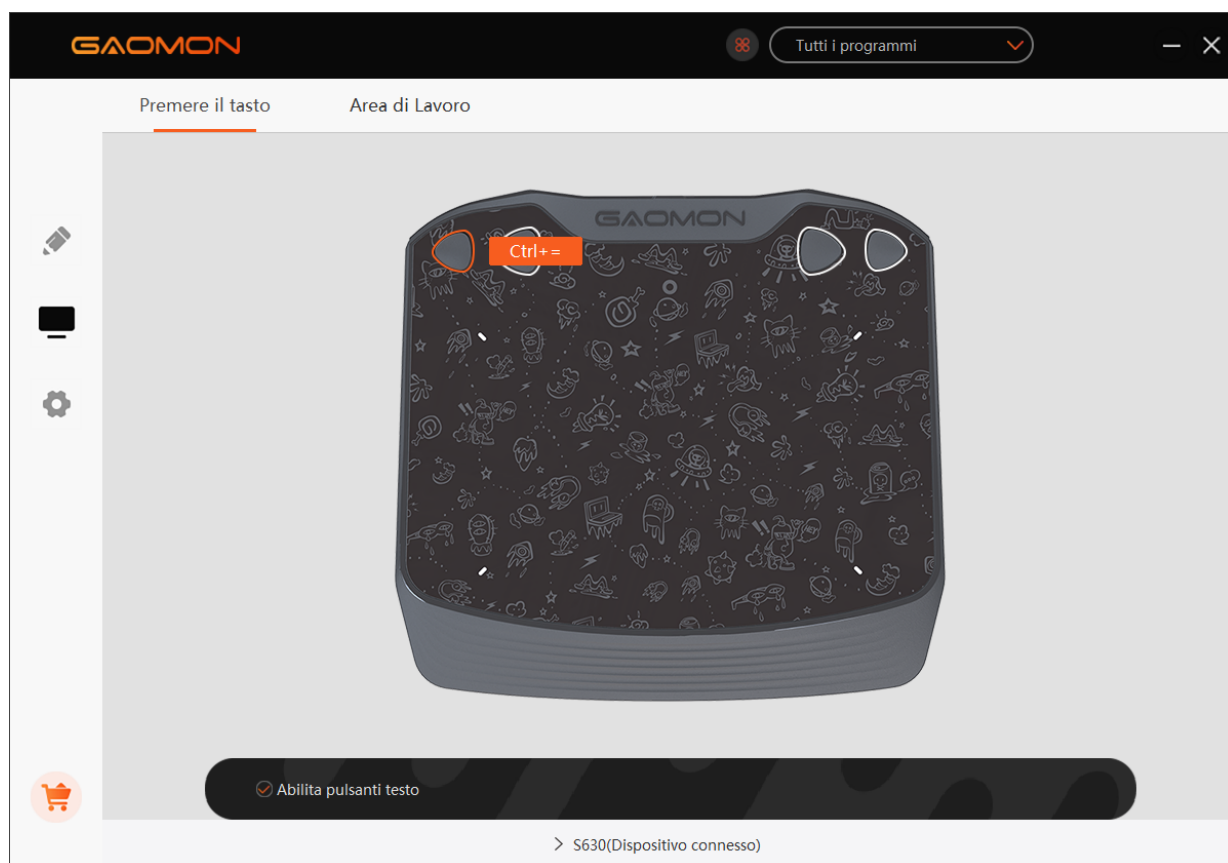 GAOMON
Tutti i programmi
Premere il tasto
Area di Lavoro
GAOMON
Ctrl+=
Abilita pulsanti testo
S630(Dispositivo connesso)